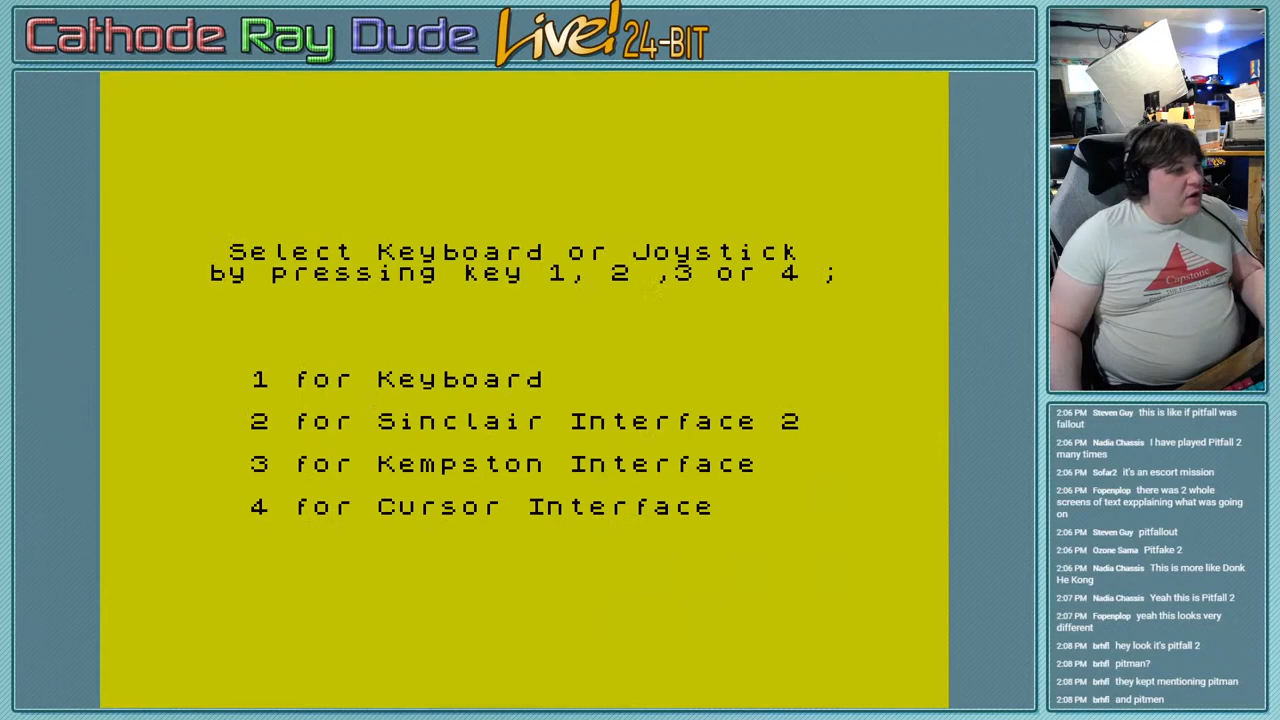 Cathode Ray Dude Live! 24-BIT
Select Keyboard or Joystick
by pressing key 1, 2 ,3 or 4 ;
1 for Keyboard
2 for Sinclair Interface 2
3 for Kempston Interface
4 for Cursor Interface
Capstone
2:06 PM Steven Guy this is like if pitfall was
fallout
2:06 PM Nadia Chassis I have played Pitfall 2
many times
2:06 PM Sofar2 it's an escort mission
2:06 PM Fopenplop there was 2 whole
screens of text expplaining what was going
on
2:06 PM Steven Guy pitfallout
2:06 PM Ozone Sama Pitfake 2
2:06 PM Nadia Chassis This is more like Donk
He Kong
2:07 PM Nadia Chassis Yeah this is Pitfall 2
2:07 PM Fopenplop yeah this looks very
different
2:08 PM brhfl hey look it's pitfall 2
2:08 PM brhfl pitman?
2:08 PM brhfl they kept mentioning pitman
2:08 PM brhfl and pitmen